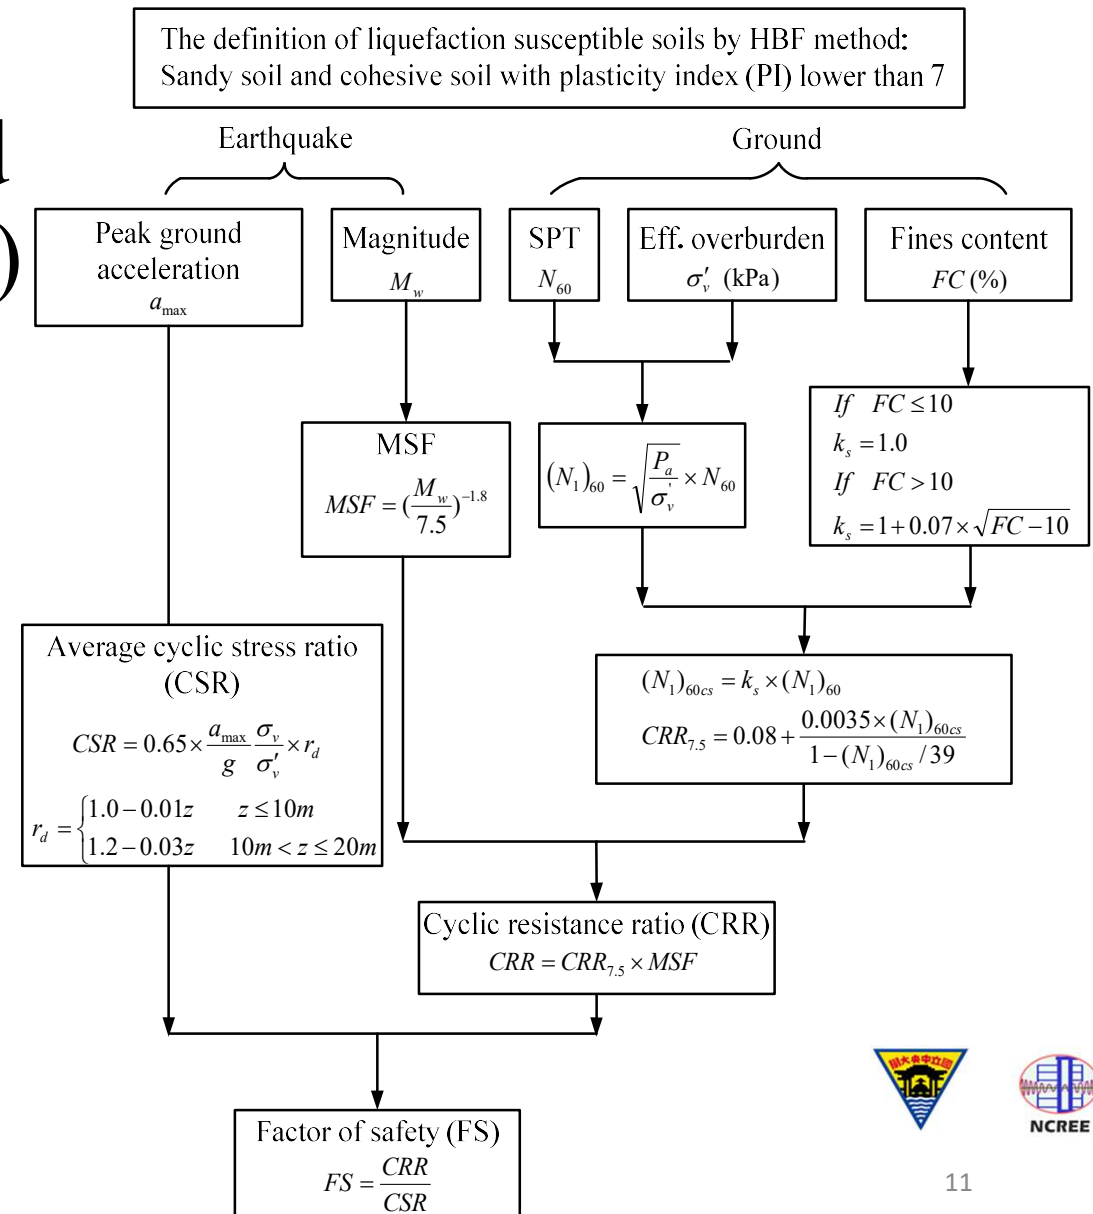 The definition of liquefaction susceptible soils by HBF method:
Sandy soil and cohesive soil with plasticity index (PI) lower than 7
Earthquake
Ground
Peak ground
acceleration
a_max
Magnitude
M_w
SPT
N_60
Eff. overburden
σ′_v (kPa)
Fines content
FC (%)
MSF
MSF = (M_w/7.5)^−1.8
(N_1)_60 = √(P_a/σ'_v) × N_60
If FC ≤ 10
k_s = 1.0
If FC > 10
k_s = 1 + 0.07 × √(FC − 10)
Average cyclic stress ratio
(CSR)
CSR = 0.65 × a_max/g σ_v/σ′_v × r_d
r_d = {1.0 − 0.01z z ≤ 10m
1.2 − 0.03z 10m < z ≤ 20m
(N_1)_60cs = k_s × (N_1)_60
CRR_7.5 = 0.08 + 0.0035 × (N_1)_60cs / 1 − (N_1)_60cs / 39
Cyclic resistance ratio (CRR)
CRR = CRR_7.5 × MSF
Factor of safety (FS)
FS = CRR/CSR
NCREE
11